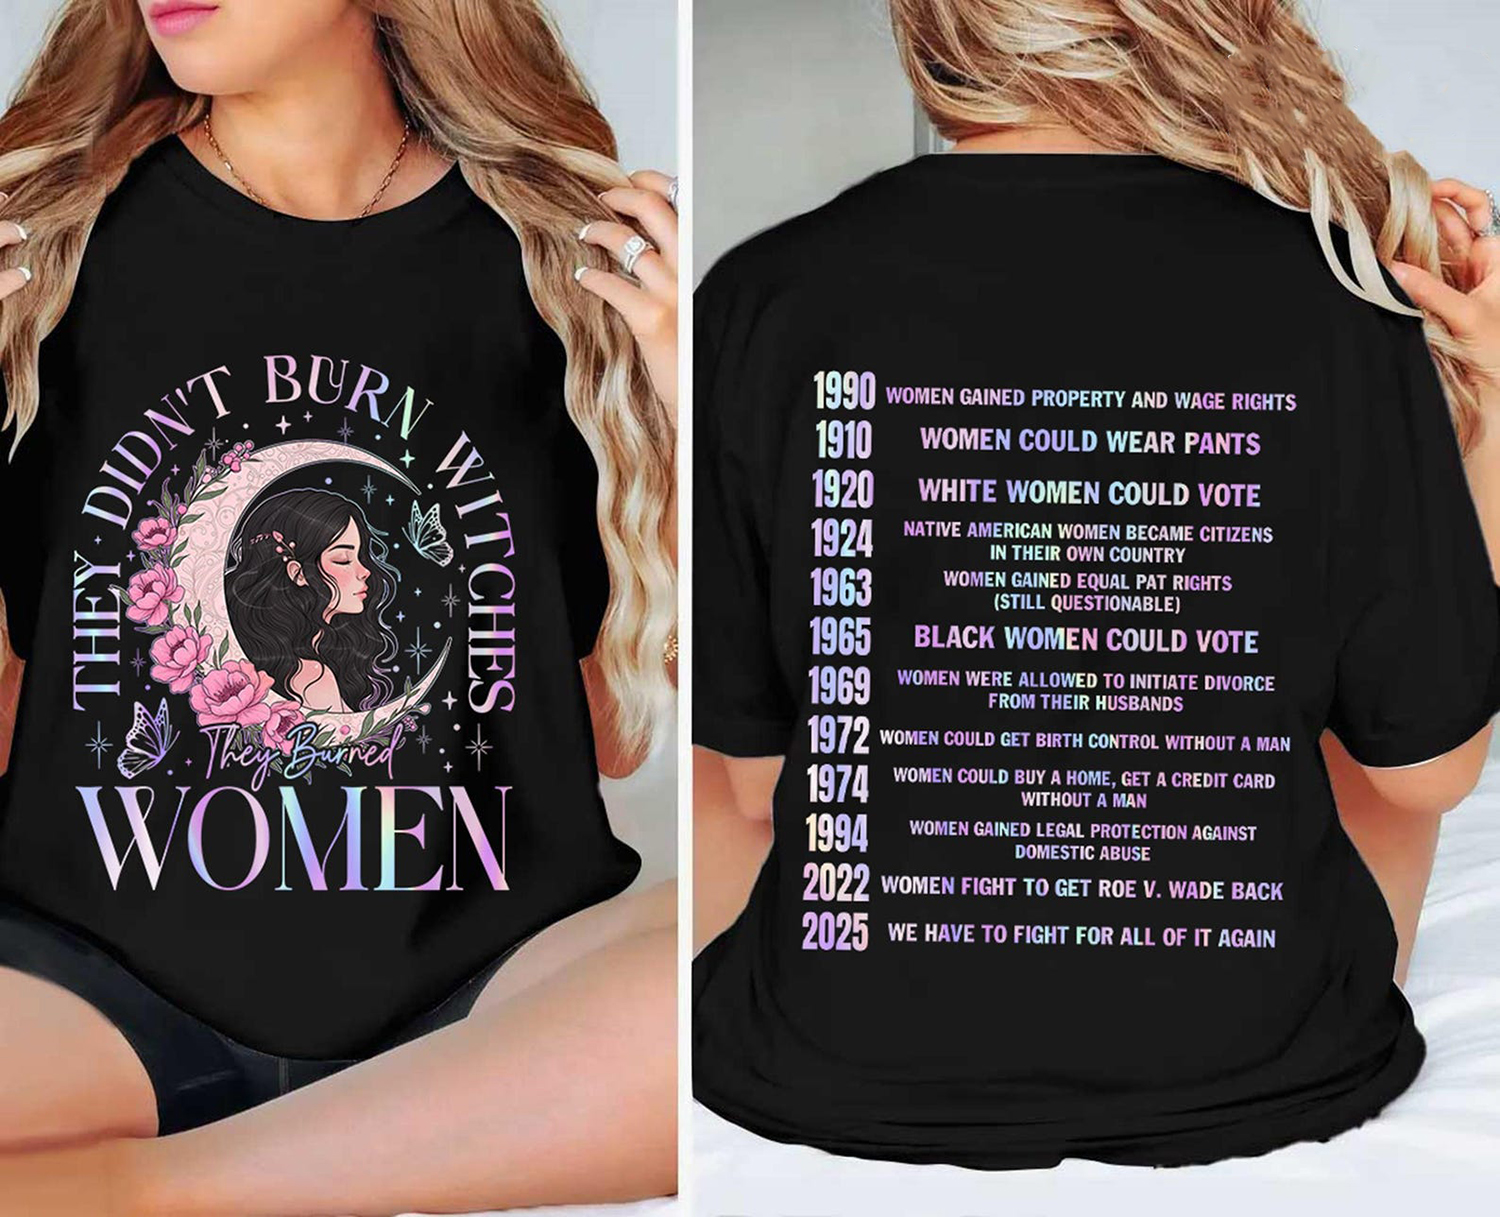 THEY DIDN'T BURN WITCHES
They Burned
WOMEN
1990 WOMEN GAINED PROPERTY AND WAGE RIGHTS
1910 WOMEN COULD WEAR PANTS
1920 WHITE WOMEN COULD VOTE
1924 NATIVE AMERICAN WOMEN BECAME CITIZENS
IN THEIR OWN COUNTRY
1963 WOMEN GAINED EQUAL PAT RIGHTS
(STILL QUESTIONABLE)
1965 BLACK WOMEN COULD VOTE
1969 WOMEN WERE ALLOWED TO INITIATE DIVORCE
FROM THEIR HUSBANDS
1972 WOMEN COULD GET BIRTH CONTROL WITHOUT A MAN
1974 WOMEN COULD BUY A HOME, GET A CREDIT CARD
WITHOUT A MAN
1994 WOMEN GAINED LEGAL PROTECTION AGAINST
DOMESTIC ABUSE
2022 WOMEN FIGHT TO GET ROE V. WADE BACK
2025 WE HAVE TO FIGHT FOR ALL OF IT AGAIN